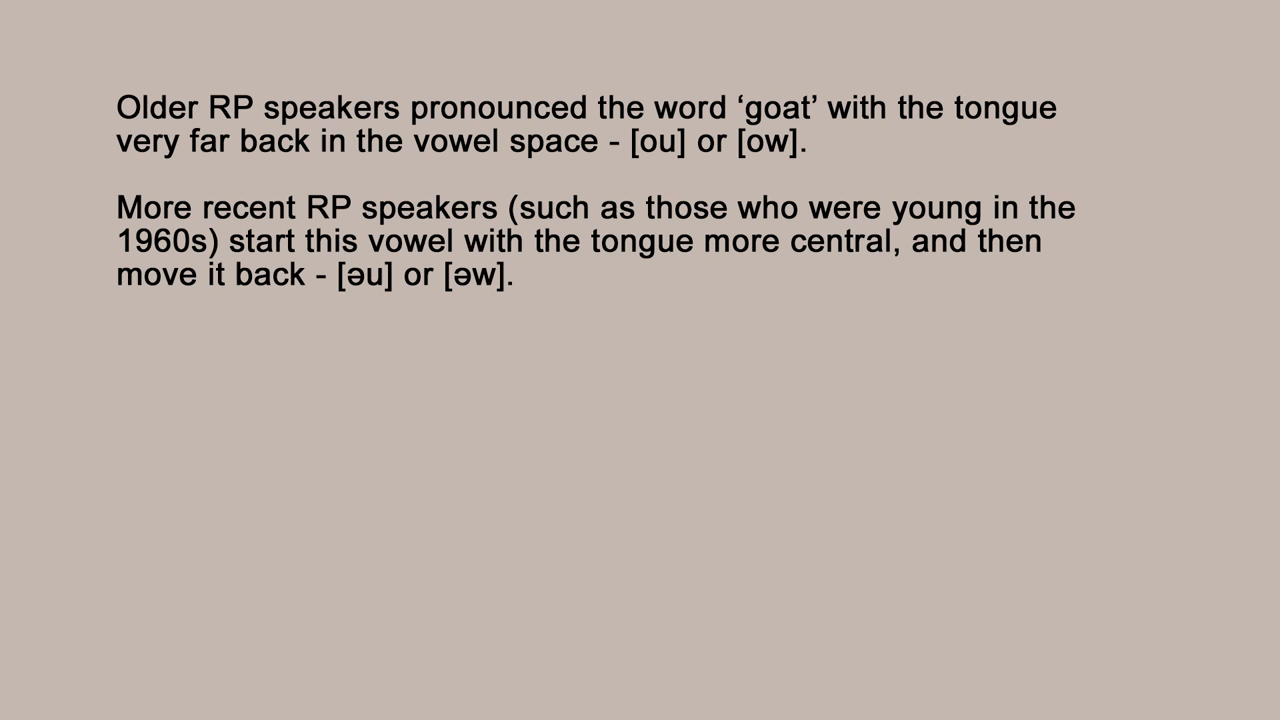 Older RP speakers pronounced the word ‘goat’ with the tongue
very far back in the vowel space - [ou] or [ow].
More recent RP speakers (such as those who were young in the
1960s) start this vowel with the tongue more central, and then
move it back - [əu] or [əw].